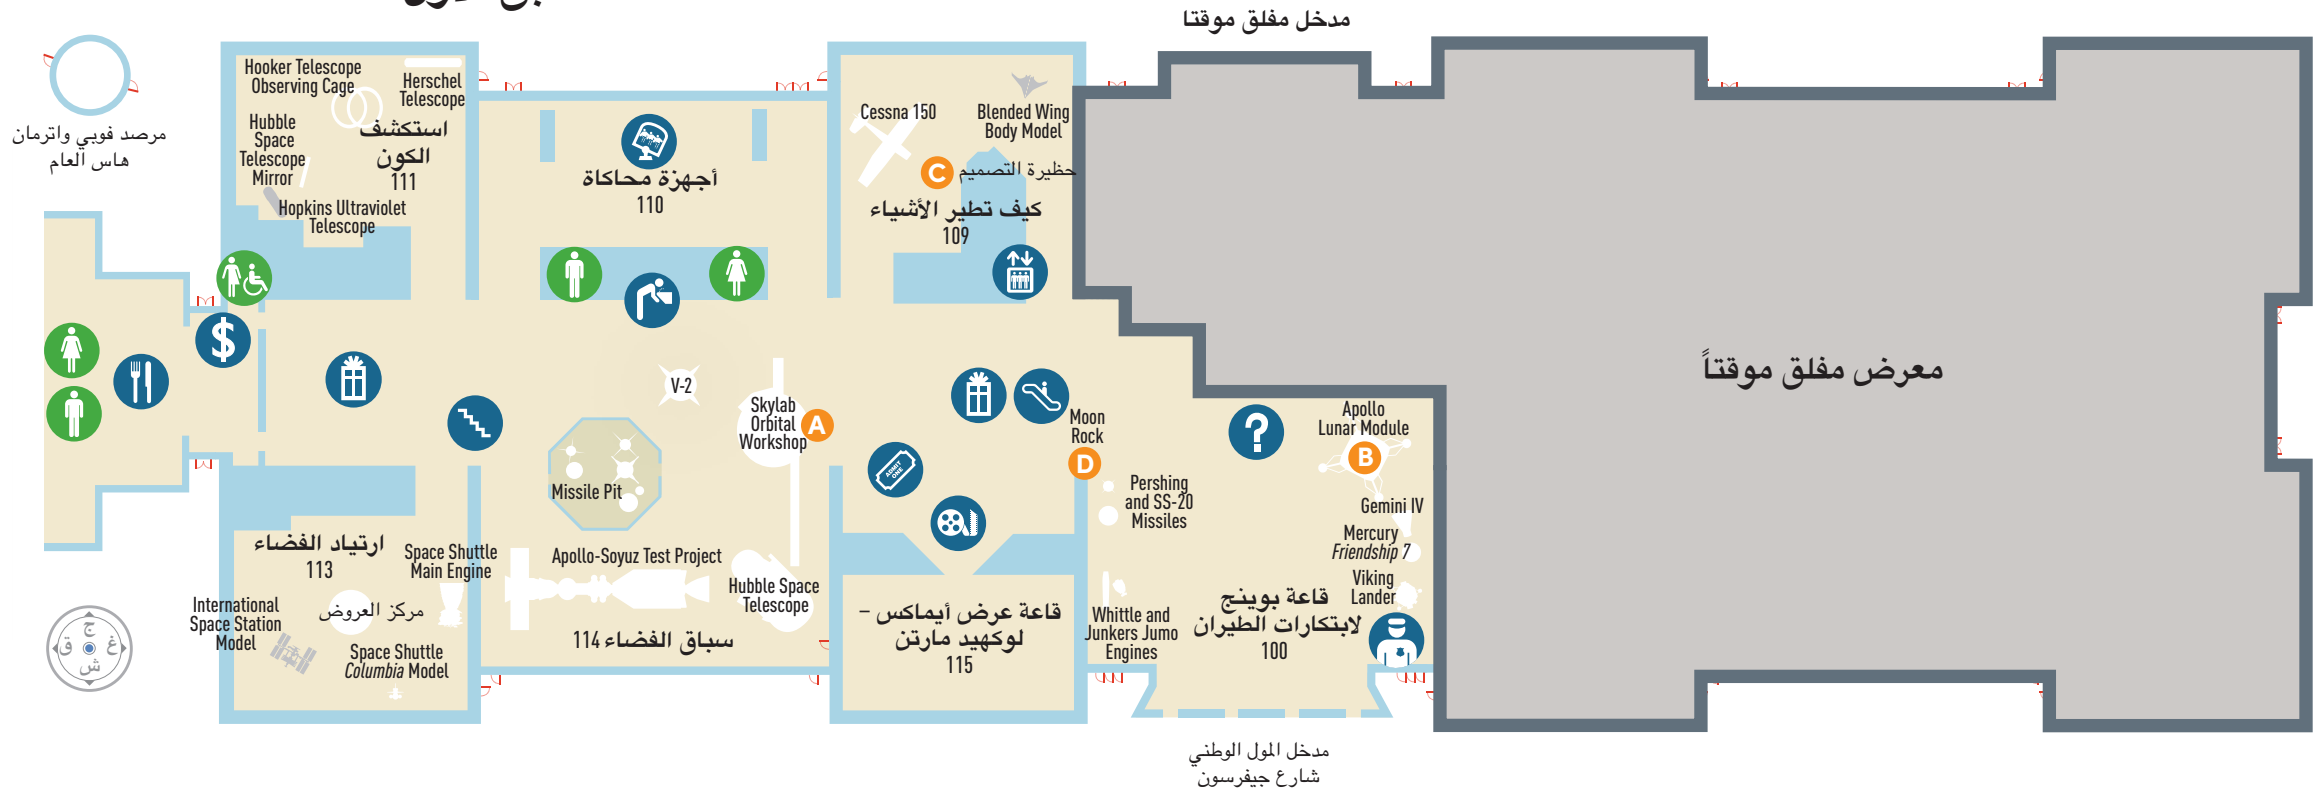 مدخل مغلق موقتا
مرصد فوبي واترمان
هاس العام
Hooker Telescope
Observing Cage
Herschel
Telescope
Hubble
Space
Telescope
Mirror
استكشف
الكون
111
Hopkins Ultraviolet
Telescope
أجهزة محاكاة
110
Cessna 150
Blended Wing
Body Model
C
حظيرة التصميم
كيف تطير الأشياء
109
معرض مغلق موقتاً
$
V-2
Skylab
Orbital
Workshop
A
Missile Pit
ADMIT
ONE
Moon
Rock
D
?
Apollo
Lunar Module
B
Pershing
and SS-20
Missiles
Gemini IV
Mercury
Friendship 7
Viking
Lander
ارتياد الفضاء
113
Space Shuttle
Main Engine
Apollo-Soyuz Test Project
Hubble Space
Telescope
International
Space Station
Model
مركز العروض
Space Shuttle
Columbia Model
سباق الفضاء 114
قاعة عرض أيماكس –
لوكهيد مارتن
115
Whittle and
Junkers Jumo
Engines
قاعة بوينج
لابتكارات الطيران
100
ج
ق
غ
ش
مدخل المول الوطني
شارع جيفرسون